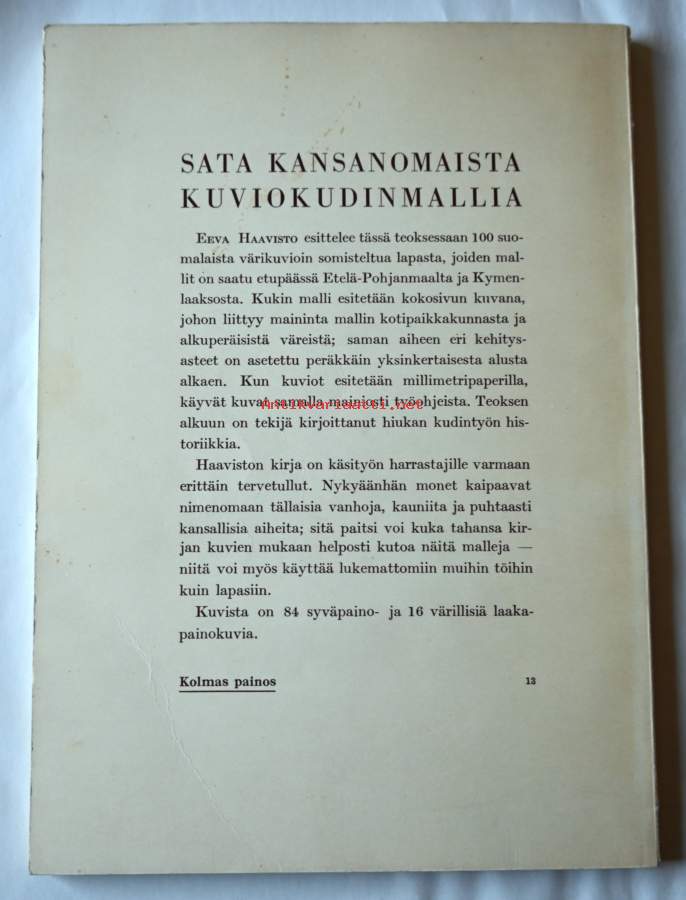 SATA KANSANOMAISTA
KUVIOKUDINMALLIA
EEVA HAAVISTO esittelee tässä teoksessaan 100 suo-
malaista värikuvioin somisteltua lapasta, joiden mal-
lit on saatu etupäässä Etelä-Pohjanmaalta ja Kymen-
laaksosta. Kukin malli esitetään kokosivun kuvana,
johon liittyy maininta mallin kotipaikkakunnasta ja
alkuperäisistä väreistä; saman aiheen eri kehitys-
asteet on asetettu peräkkäin yksinkertaisesta alusta
alkaen. Kun kuviot esitetään millimetripaperilla,
käyvät kuvat samalla mainiosti työohjeista. Teoksen
antikvariaatti.net
alkuun on tekijä kirjoittanut hiukan kudintyön his-
toriikkia.
Haaviston kirja on käsityön harrastajille varmaan
erittäin tervetullut. Nykyäänhän monet kaipaavat
nimenomaan tällaisia vanhoja, kauniita ja puhtaasti
kansallisia aiheita; sitä paitsi voi kuka tahansa kir-
jan kuvien mukaan helposti kutoa näitä malleja —
niitä voi myös käyttää lukemattomiin muihin töihin
kuin lapasiin.
Kuvista on 84 syväpaino- ja 16 värillisiä laaka-
painokuvia.
Kolmas painos 13